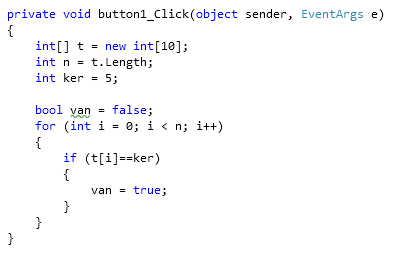 private void button1_Click(object sender, EventArgs e)
{
    int[] t = new int[10];
    int n = t.Length;
    int ker = 5;

    bool van = false;
    for (int i = 0; i < n; i++)
    {
        if (t[i]==ker)
        {
            van = true;
        }
    }
}